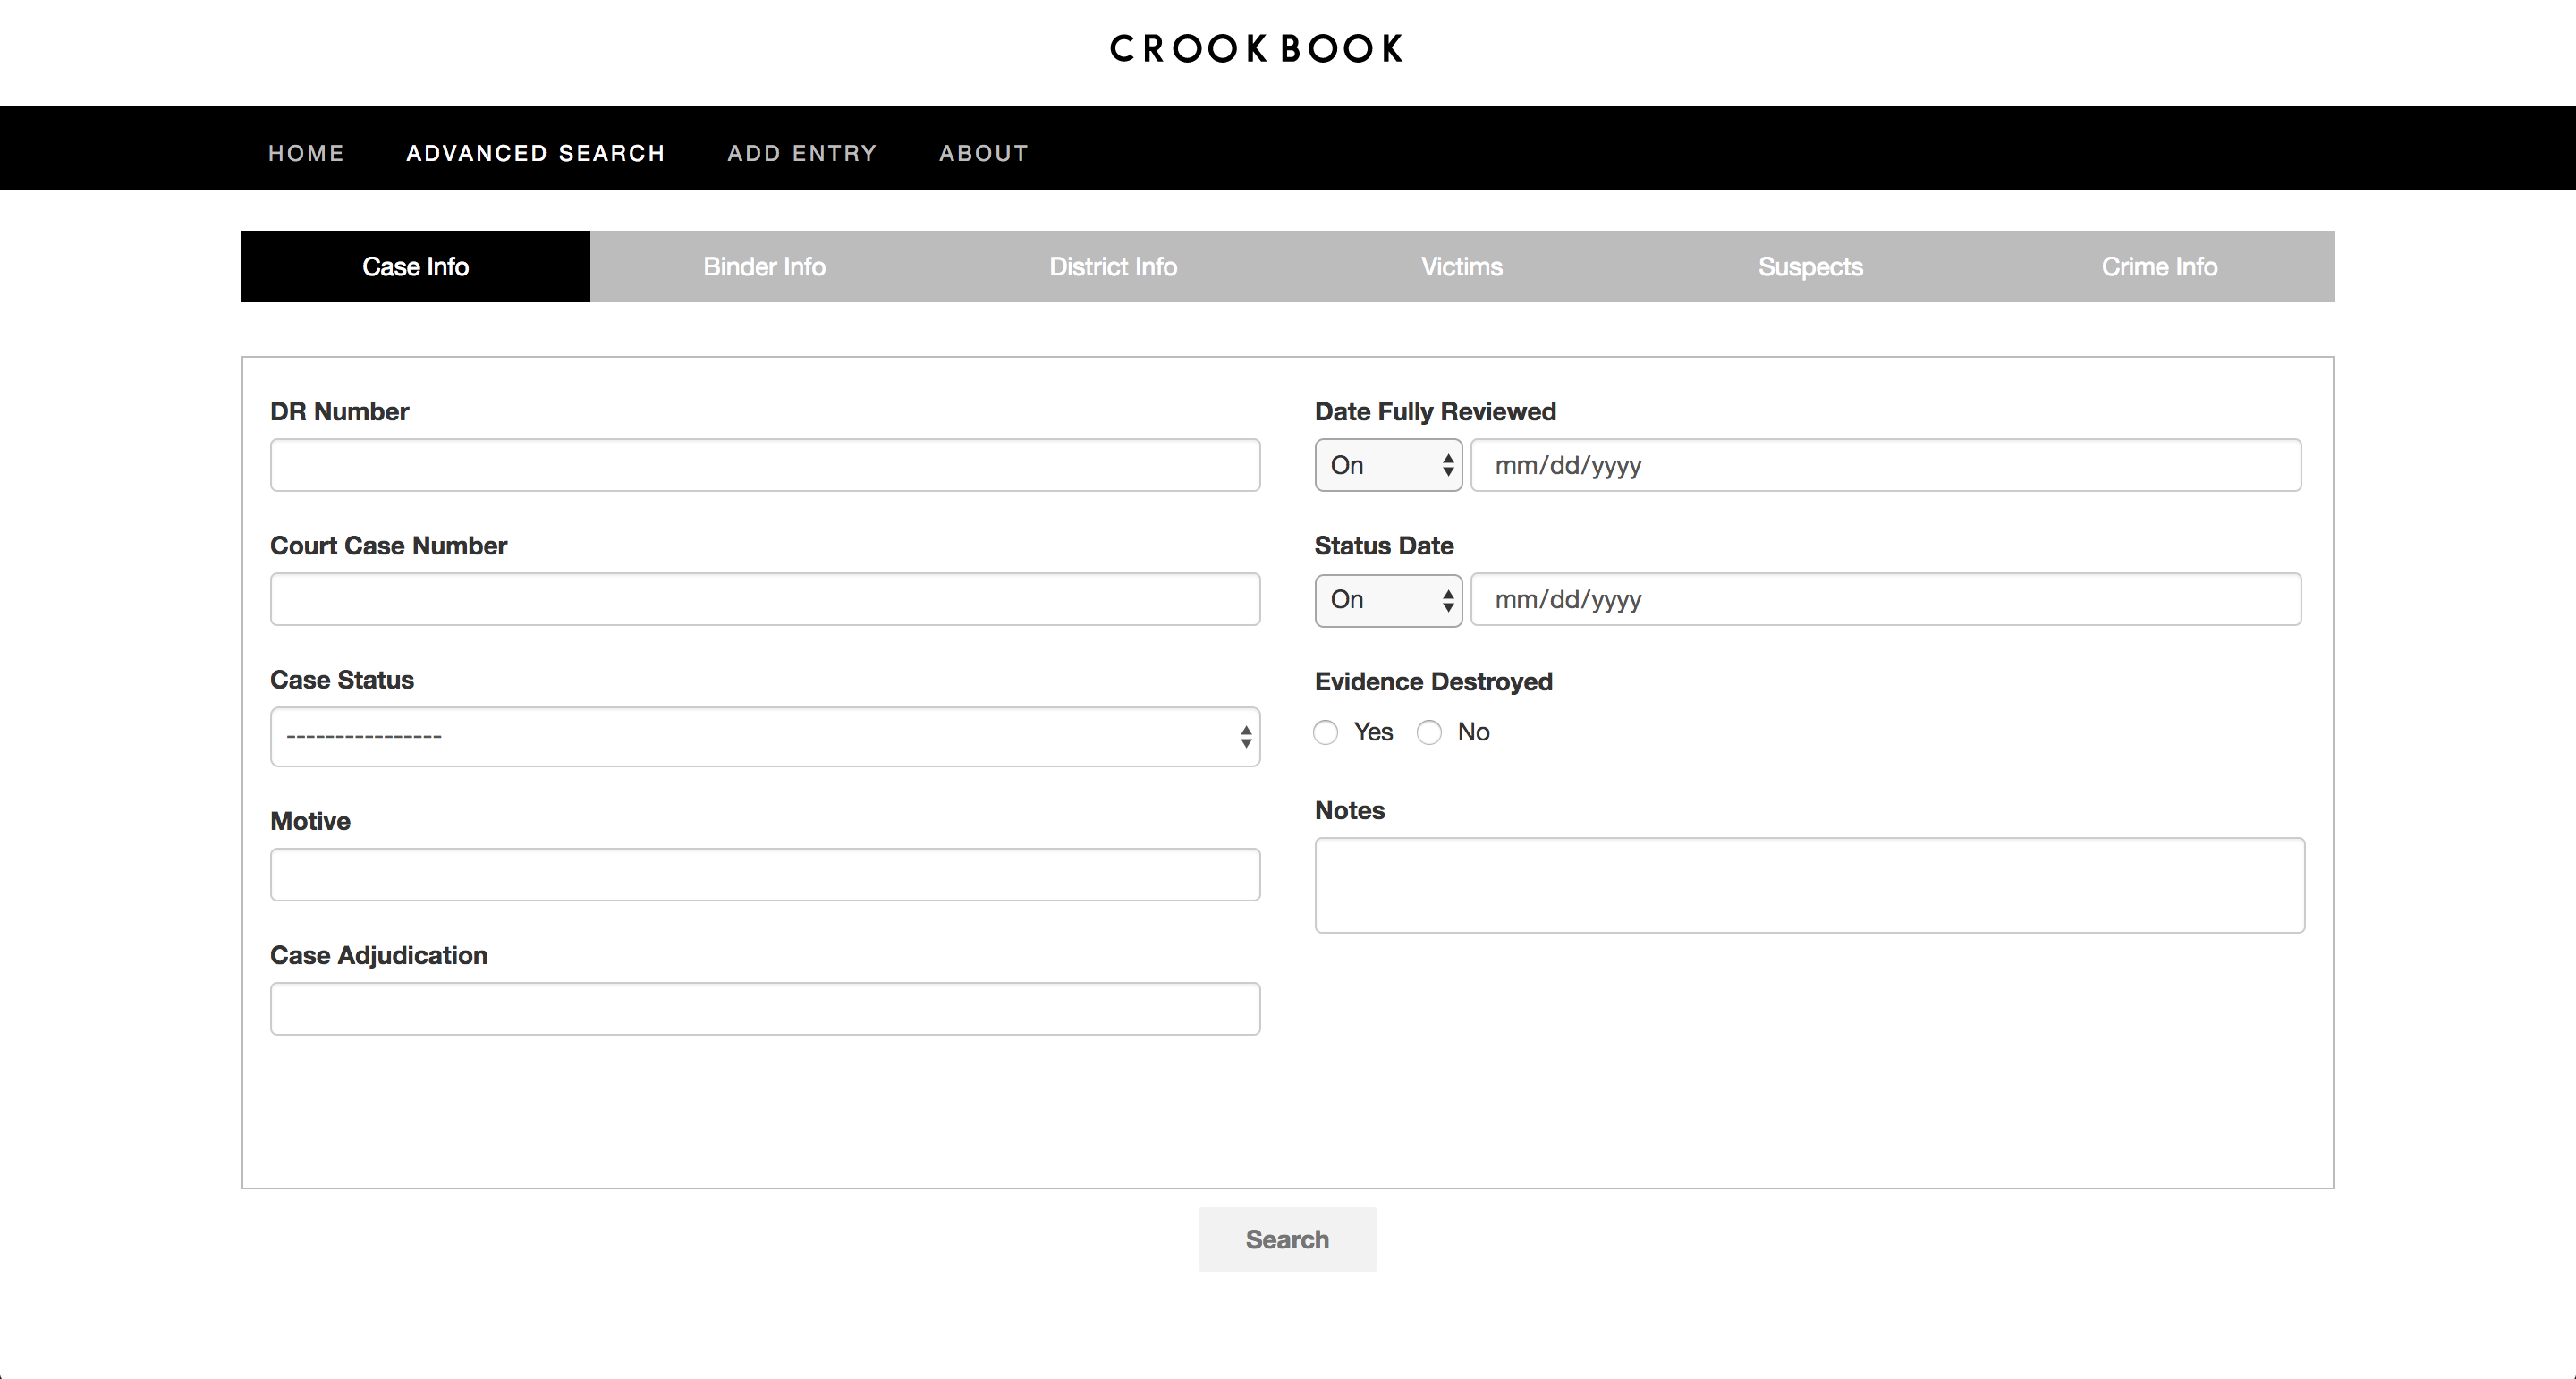 CROOKBOOK
HOME ADVANCED SEARCH ADD ENTRY ABOUT
Case Info Binder Info District Info Victims Suspects Crime Info
DR Number
Court Case Number
Case Status
----------------
Motive
Case Adjudication
Date Fully Reviewed
On mm/dd/yyyy
Status Date
On mm/dd/yyyy
Evidence Destroyed
Yes No
Notes
Search